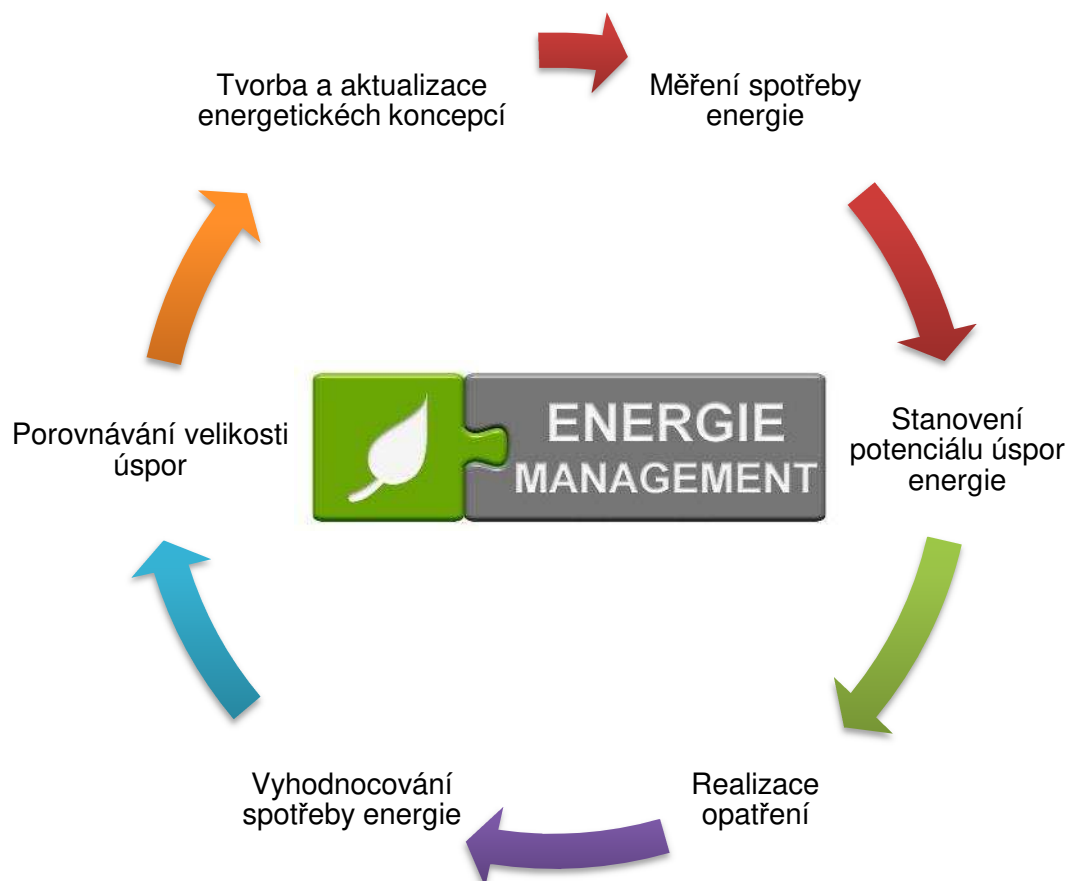 Tvorba a aktualizace
energetickéch koncepcí
Měření spotřeby
energie
Stanovení
potenciálu úspor
energie
Realizace
opatření
Vyhodnocování
spotřeby energie
Porovnávání velikosti
úspor
ENERGIE
MANAGEMENT